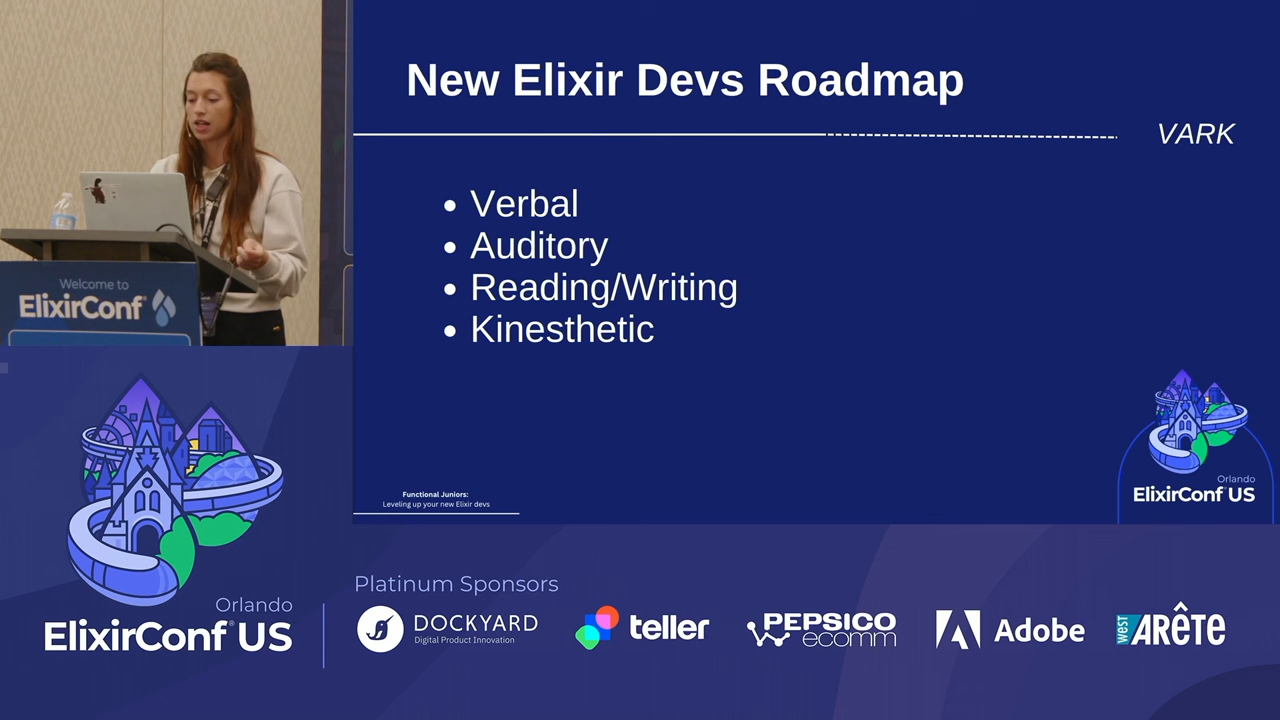 New Elixir Devs Roadmap
VARK
• Verbal
• Auditory
• Reading/Writing
• Kinesthetic
Functional Juniors:
Leveling up your new Elixir devs
Orlando
ElixirConf US
Welcome to
ElixirConf®
Orlando
ElixirConf® US
Platinum Sponsors
DOCKYARD
Digital Product Innovation
teller
PEPSICO
ecomm
Adobe
west ARÊTE